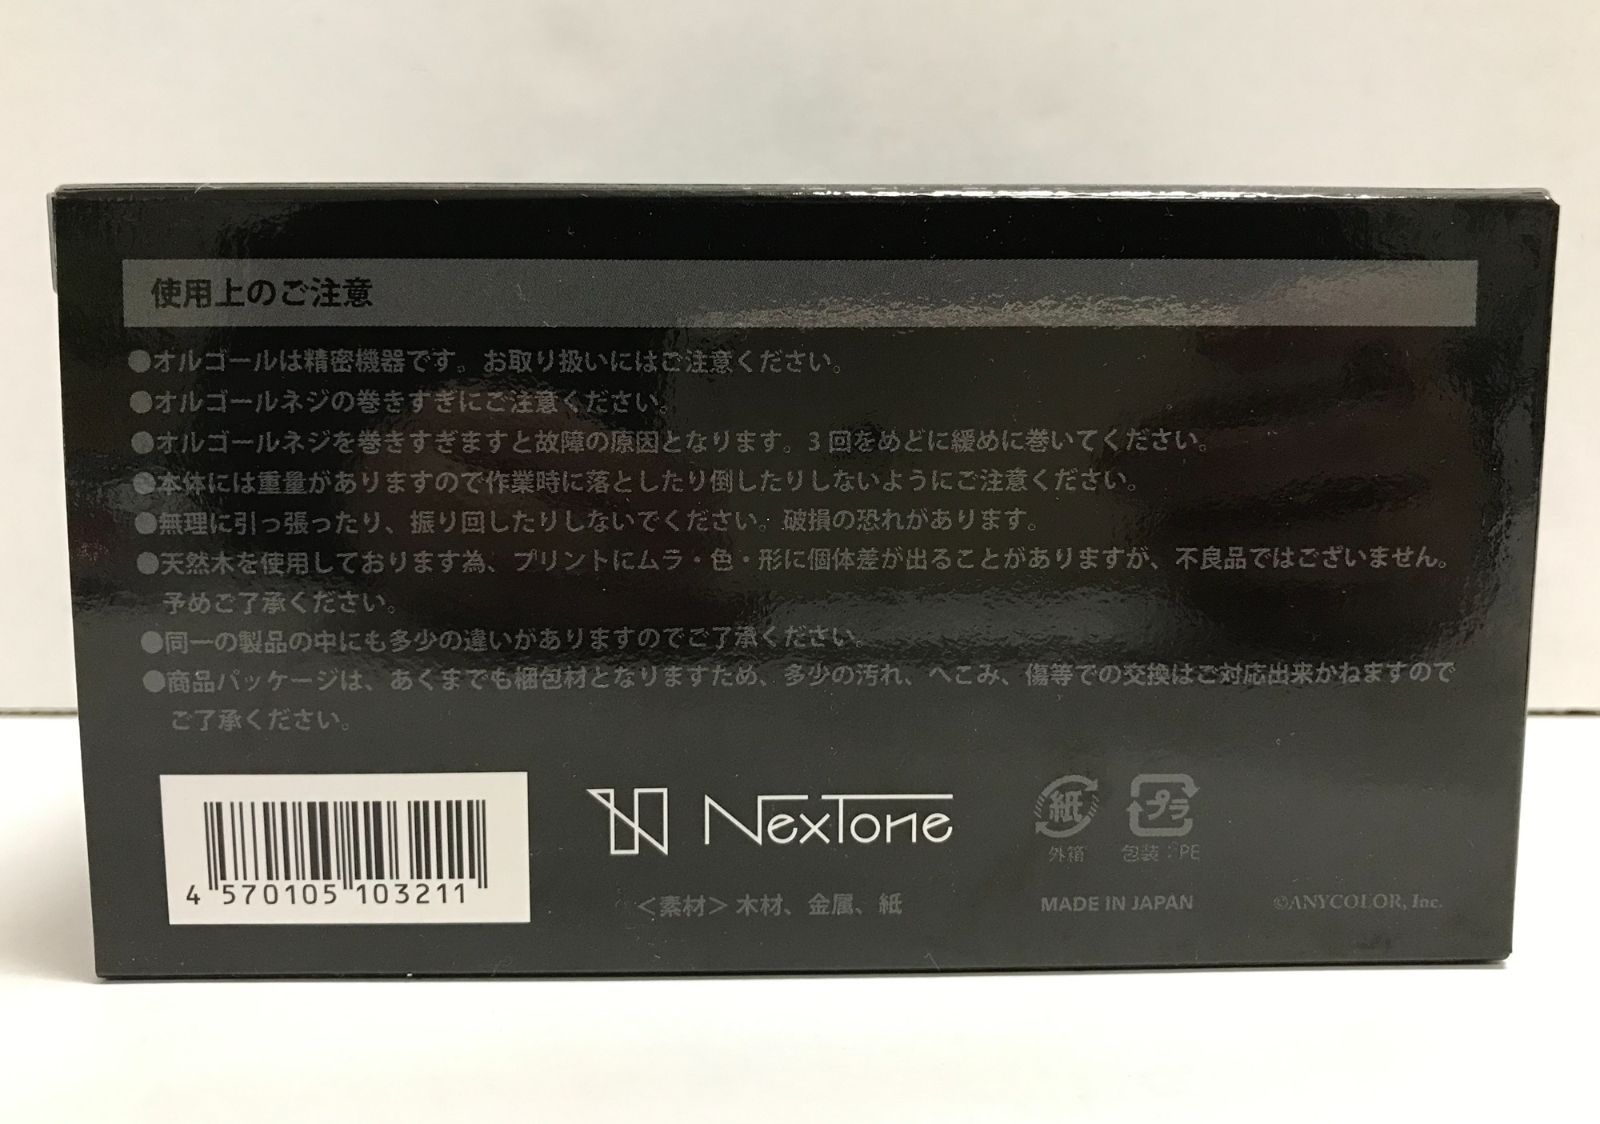 使用上のご注意
●オルゴールは精密機器です。お取り扱いにはご注意ください。
●オルゴールネジの巻きすぎにご注意ください。
●オルゴールネジを巻きすぎますと故障の原因となります。3回をめどに緩めに巻いてください。
●本体には重量がありますので作業時に落としたり倒したりしないようにご注意ください。
●無理に引っ張ったり、振り回したりしないでください。破損の恐れがあります。
●天然木を使用しております為、プリントにムラ・色・形に個体差が出ることがありますが、不良品ではございません。
予めご了承ください。
●同一の製品の中にも多少の違いがありますのでご了承ください。
●商品パッケージは、あくまでも梱包材となりますため、多少の汚れ、へこみ、傷等での交換はご対応出来かねますので
ご了承ください。
4 570105 103211
NexTone
紙
外箱
プラ
包装:PE
<素材>木材、金属、紙
MADE IN JAPAN
©ANYCOLOR, Inc.